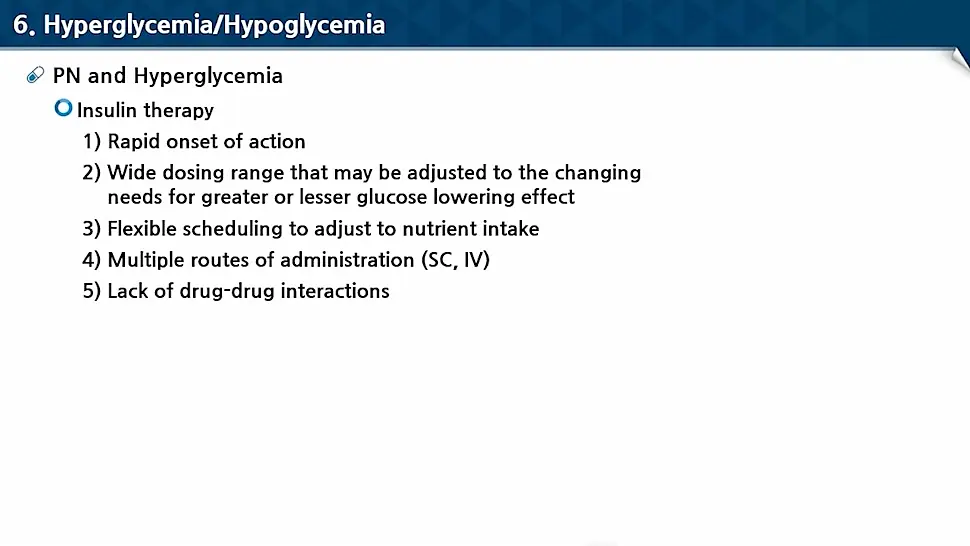 6. Hyperglycemia/Hypoglycemia
PN and Hyperglycemia
Insulin therapy
1) Rapid onset of action
2) Wide dosing range that may be adjusted to the changing
needs for greater or lesser glucose lowering effect
3) Flexible scheduling to adjust to nutrient intake
4) Multiple routes of administration (SC, IV)
5) Lack of drug-drug interactions